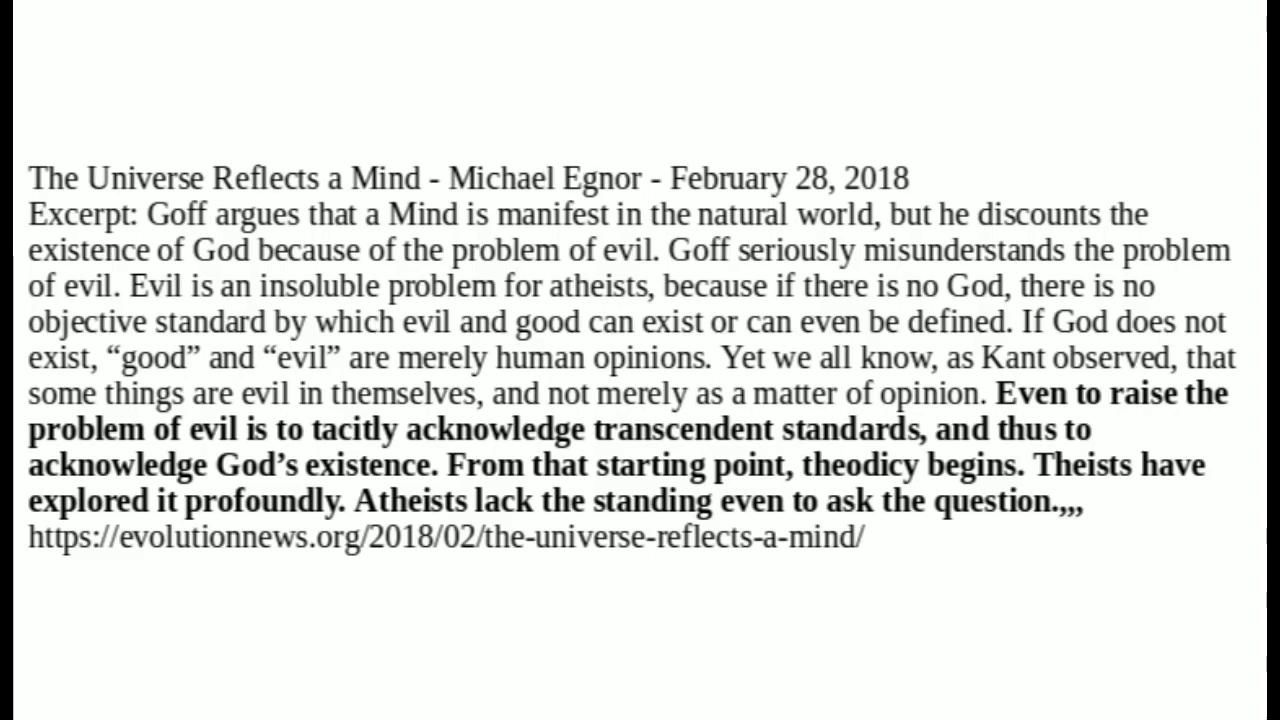 The Universe Reflects a Mind - Michael Egnor - February 28, 2018
Excerpt: Goff argues that a Mind is manifest in the natural world, but he discounts the
existence of God because of the problem of evil. Goff seriously misunderstands the problem
of evil. Evil is an insoluble problem for atheists, because if there is no God, there is no
objective standard by which evil and good can exist or can even be defined. If God does not
exist, “good” and “evil” are merely human opinions. Yet we all know, as Kant observed, that
some things are evil in themselves, and not merely as a matter of opinion. Even to raise the
problem of evil is to tacitly acknowledge transcendent standards, and thus to
acknowledge God’s existence. From that starting point, theodicy begins. Theists have
explored it profoundly. Atheists lack the standing even to ask the question.,,,
https://evolutionnews.org/2018/02/the-universe-reflects-a-mind/